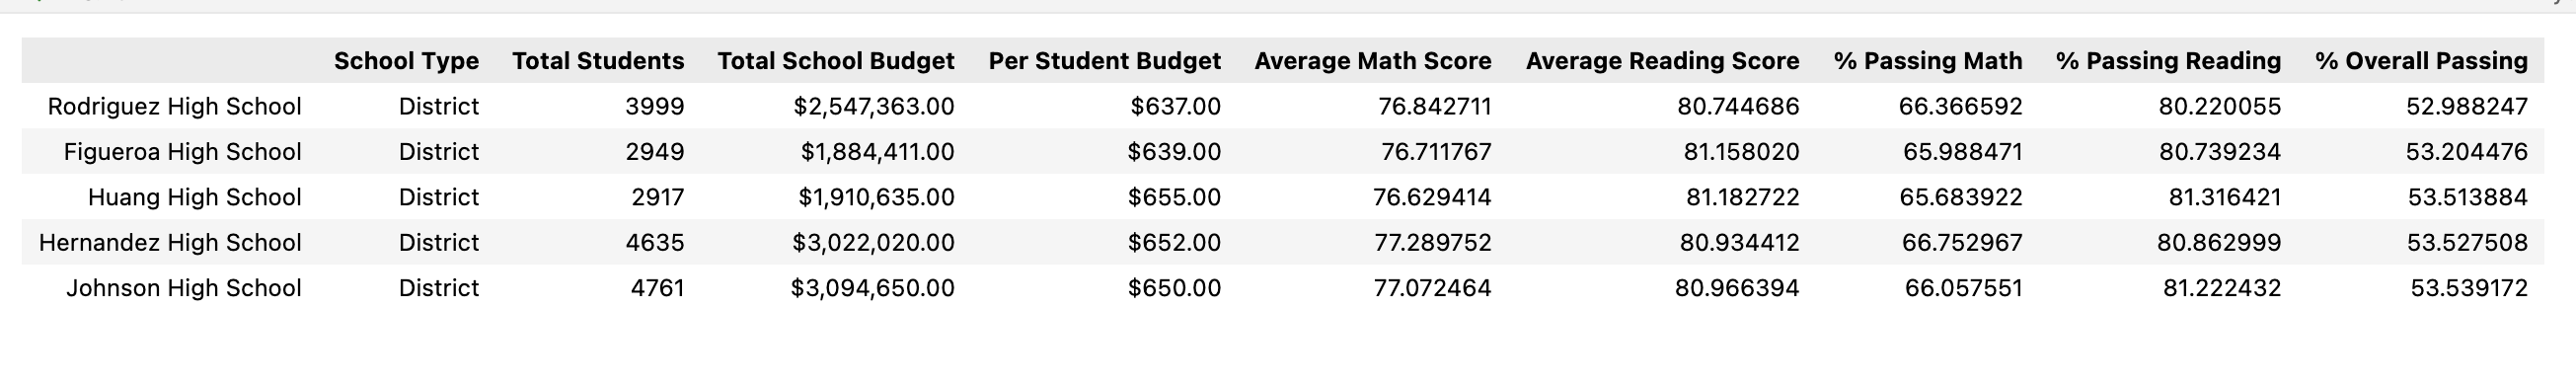 School Type Total Students Total School Budget Per Student Budget Average Math Score Average Reading Score % Passing Math % Passing Reading % Overall Passing
Rodriguez High School District 3999 $2,547,363.00 $637.00 76.842711 80.744686 66.366592 80.220055 52.988247
Figueroa High School District 2949 $1,884,411.00 $639.00 76.711767 81.158020 65.988471 80.739234 53.204476
Huang High School District 2917 $1,910,635.00 $655.00 76.629414 81.182722 65.683922 81.316421 53.513884
Hernandez High School District 4635 $3,022,020.00 $652.00 77.289752 80.934412 66.752967 80.862999 53.527508
Johnson High School District 4761 $3,094,650.00 $650.00 77.072464 80.966394 66.057551 81.222432 53.539172